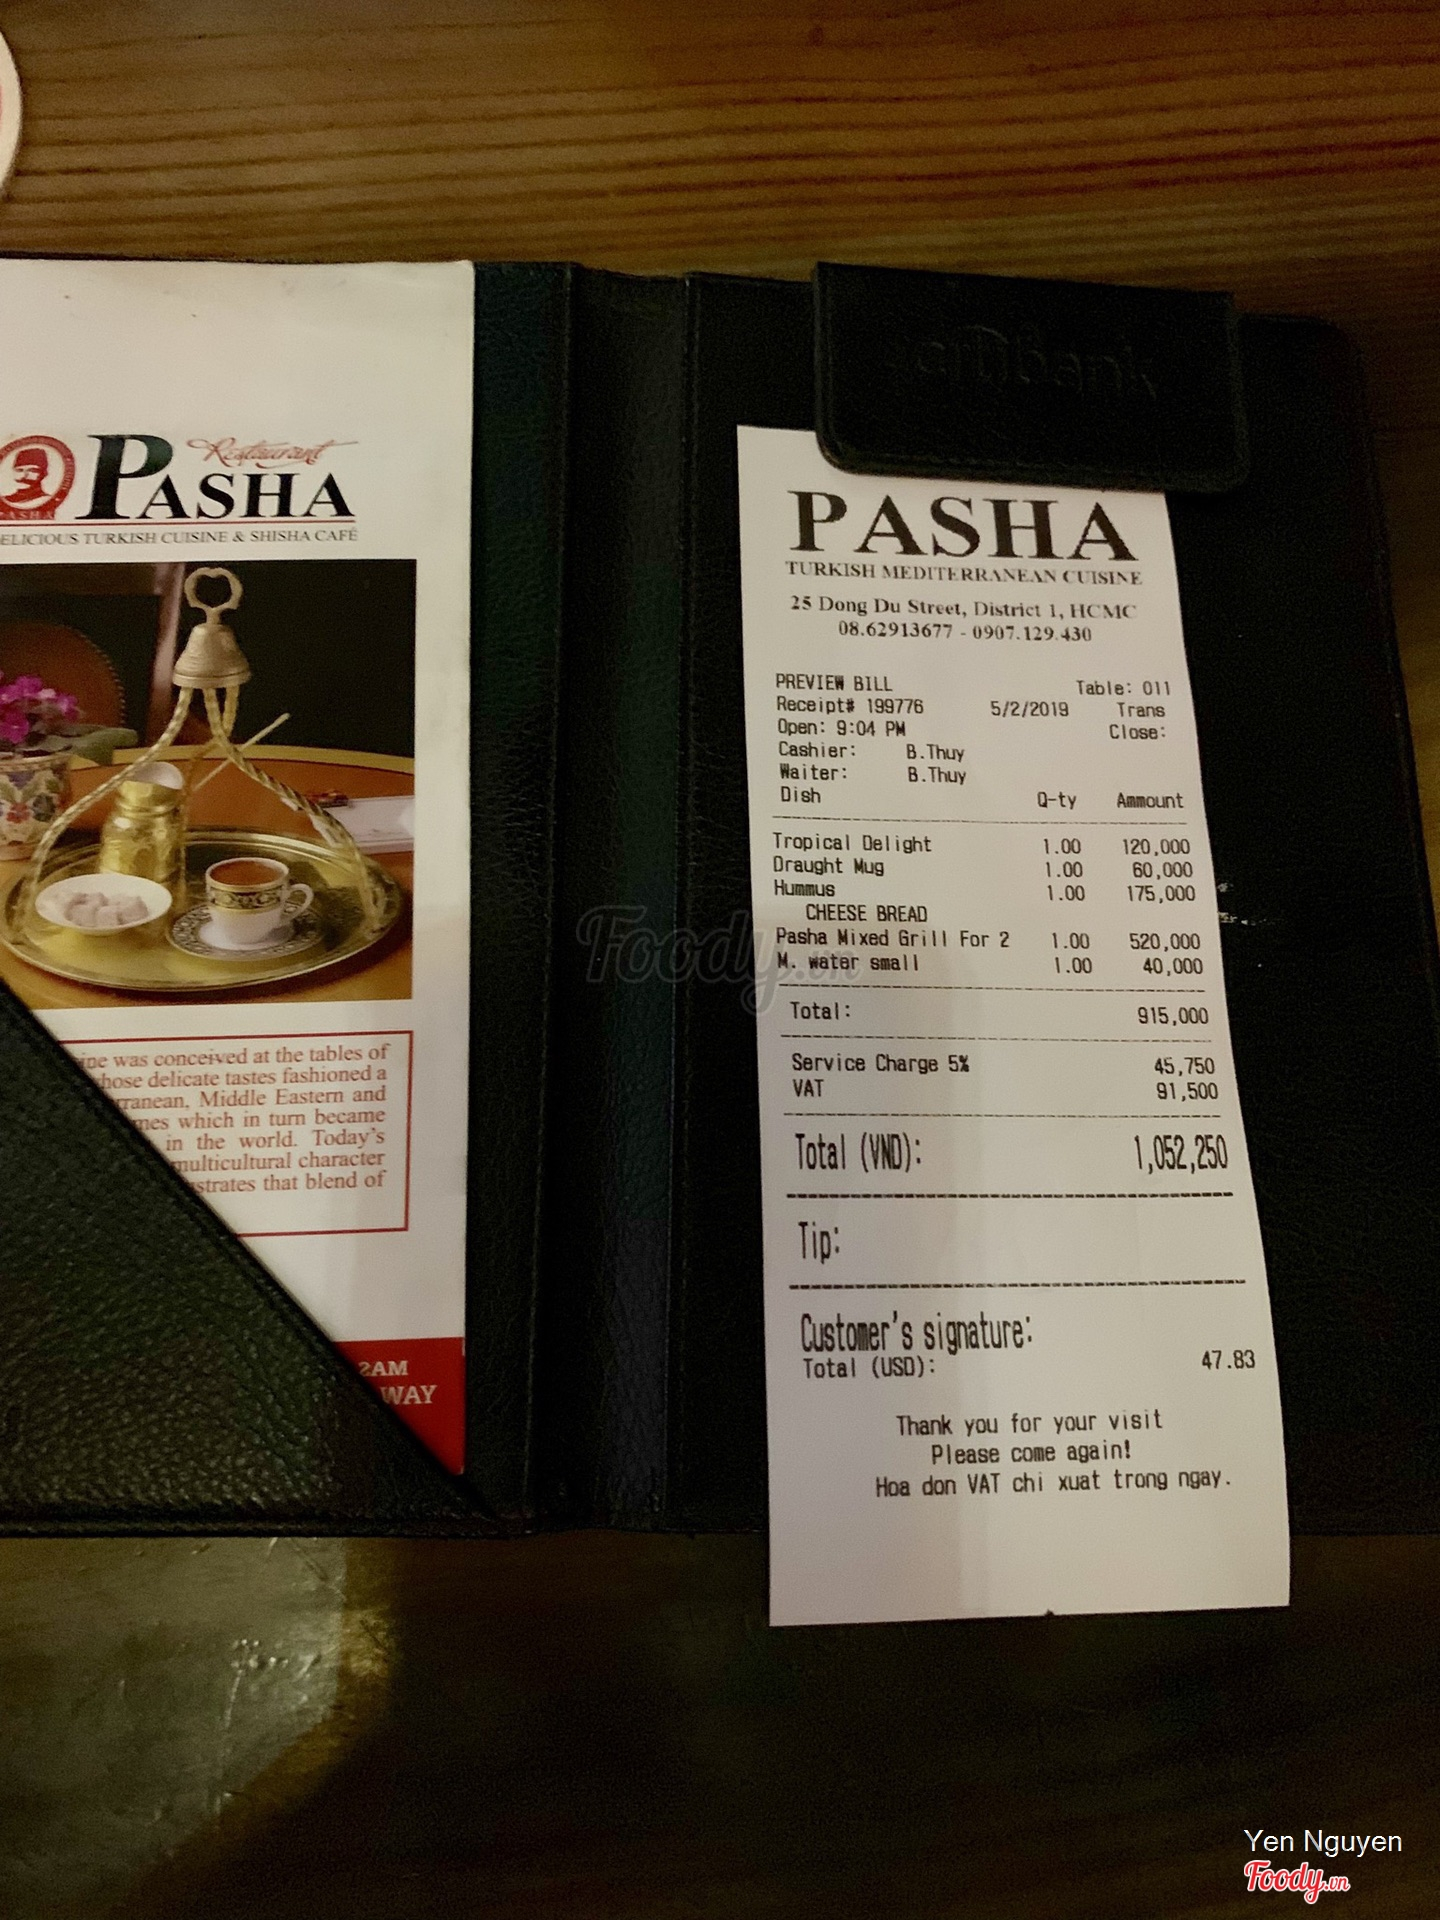 Restaurant
PASHA
PASHA
ELICIOUS TURKISH CUISINE & SHISHA CAFÉ
ine was conceived at the tables of
hose delicate tastes fashioned a
rranean, Middle Eastern and
mes which in turn became
in the world. Today's
multicultural character
strates that blend of
2AM
WAY
PASHA
TURKISH MEDITERRANEAN CUISINE
25 Dong Du Street, District 1, HCMC
08.62913677 - 0907.129.430
PREVIEW BILL Table: 011
Receipt# 199776 5/2/2019 Trans
Open: 9:04 PM Close:
Cashier: B.Thuy
Waiter: B.Thuy
Dish Q-ty Ammount
Tropical Delight 1.00 120,000
Draught Mug 1.00 60,000
Hummus 1.00 175,000
CHEESE BREAD
Pasha Mixed Grill For 2 1.00 520,000
M. water small 1.00 40,000
Total: 915,000
Service Charge 5% 45,750
VAT 91,500
Total (VND): 1,052,250
Tip:
Customer's signature:
Total (USD): 47.83
Thank you for your visit
Please come again!
Hoa don VAT chi xuat trong ngay.
Foody.vn
Yen Nguyen
Foody.vn